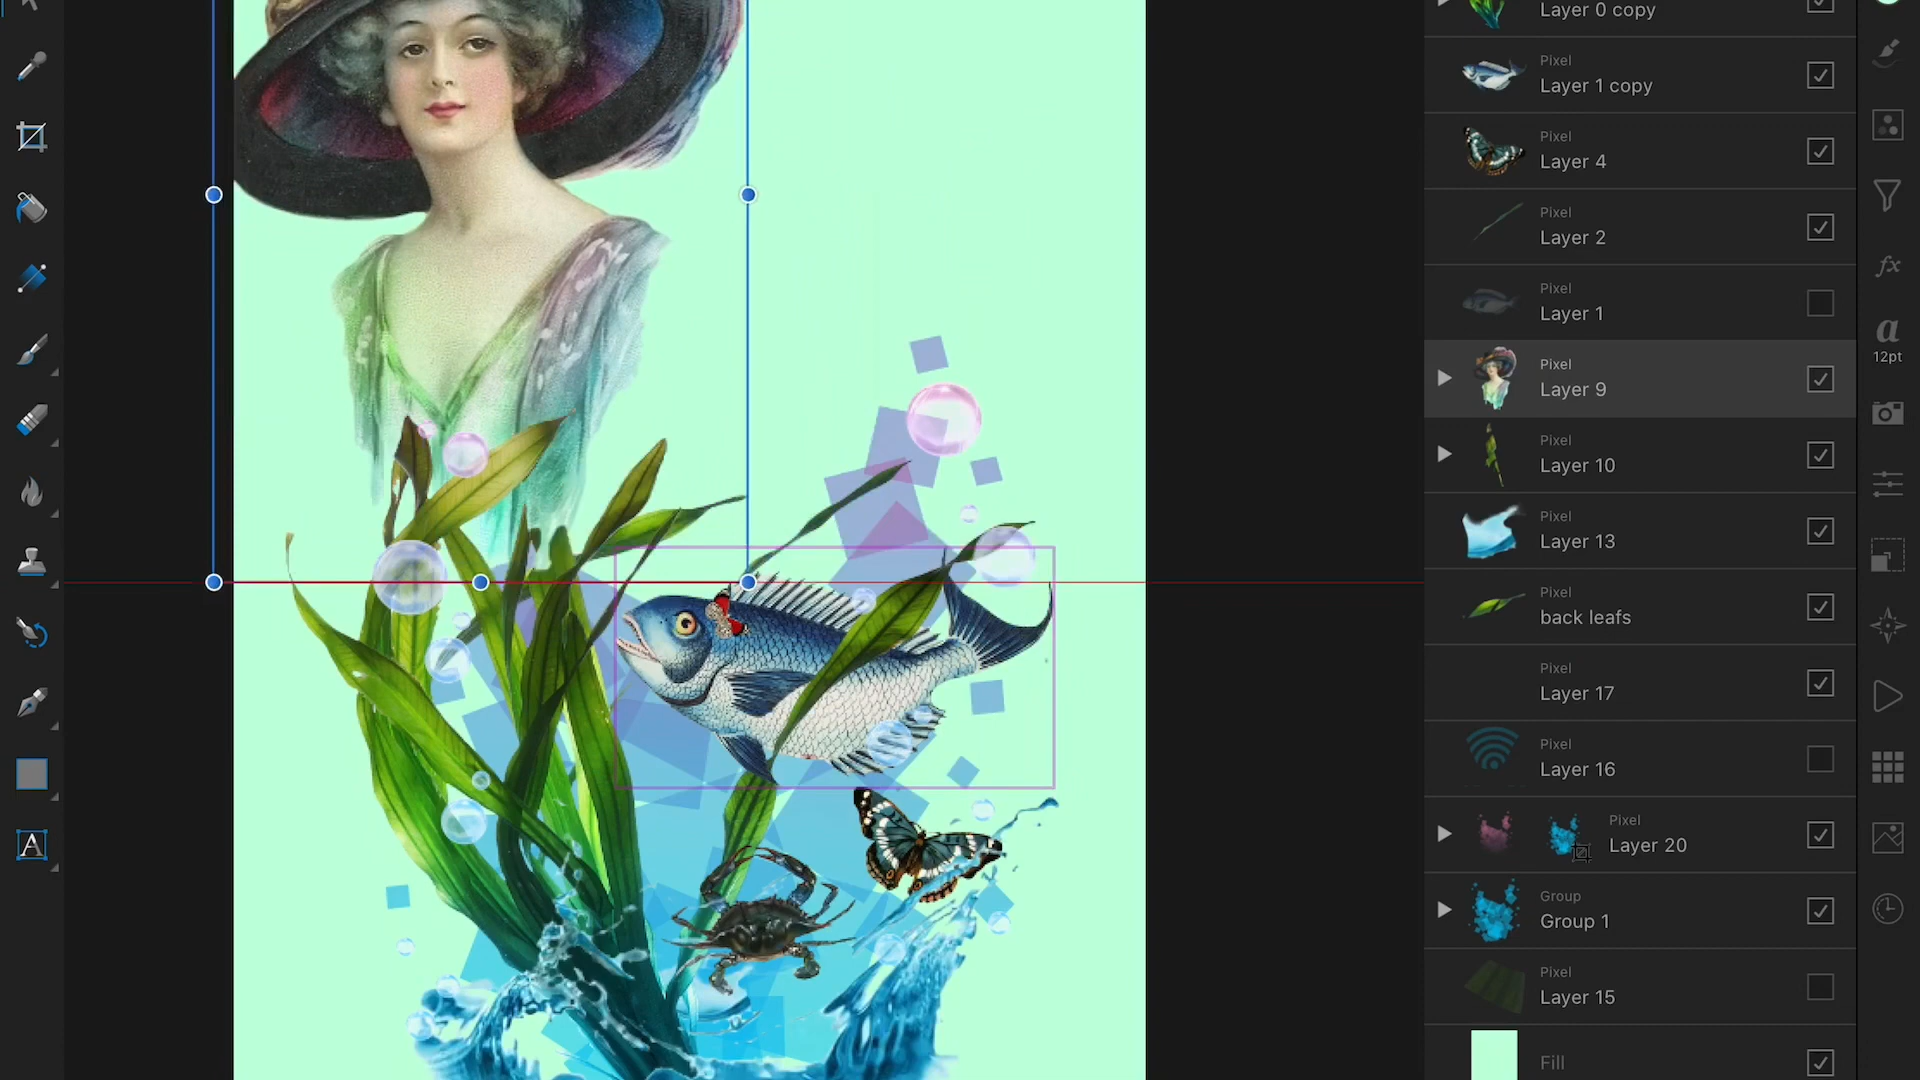 Layer 0 copy
Pixel
Layer 1 copy
Pixel
Layer 4
Pixel
Layer 2
Pixel
Layer 1
Pixel
Layer 9
Pixel
Layer 10
Pixel
Layer 13
Pixel
back leafs
Pixel
Layer 17
Pixel
Layer 16
Pixel
Layer 20
Group
Group 1
Pixel
Layer 15
Fill
A
fx
a
12pt